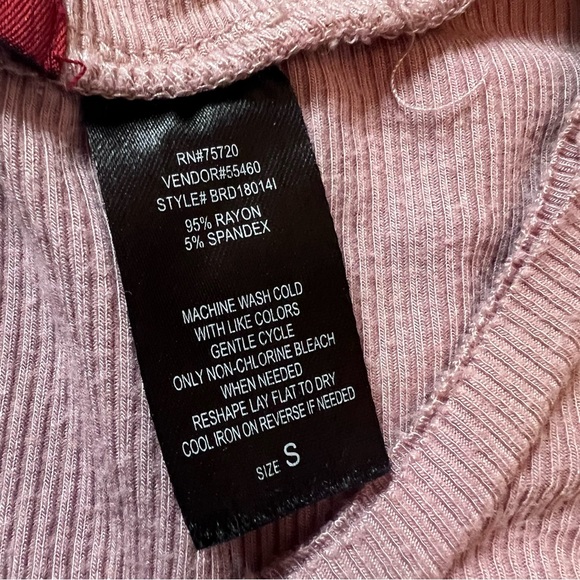 RN#75720
VENDOR#55460
STYLE# BRD18014I
95% RAYON
5% SPANDEX
MACHINE WASH COLD
WITH LIKE COLORS
GENTLE CYCLE
ONLY NON-CHLORINE BLEACH
WHEN NEEDED
RESHAPE LAY FLAT TO DRY
COOL IRON ON REVERSE IF NEEDED
SIZE S